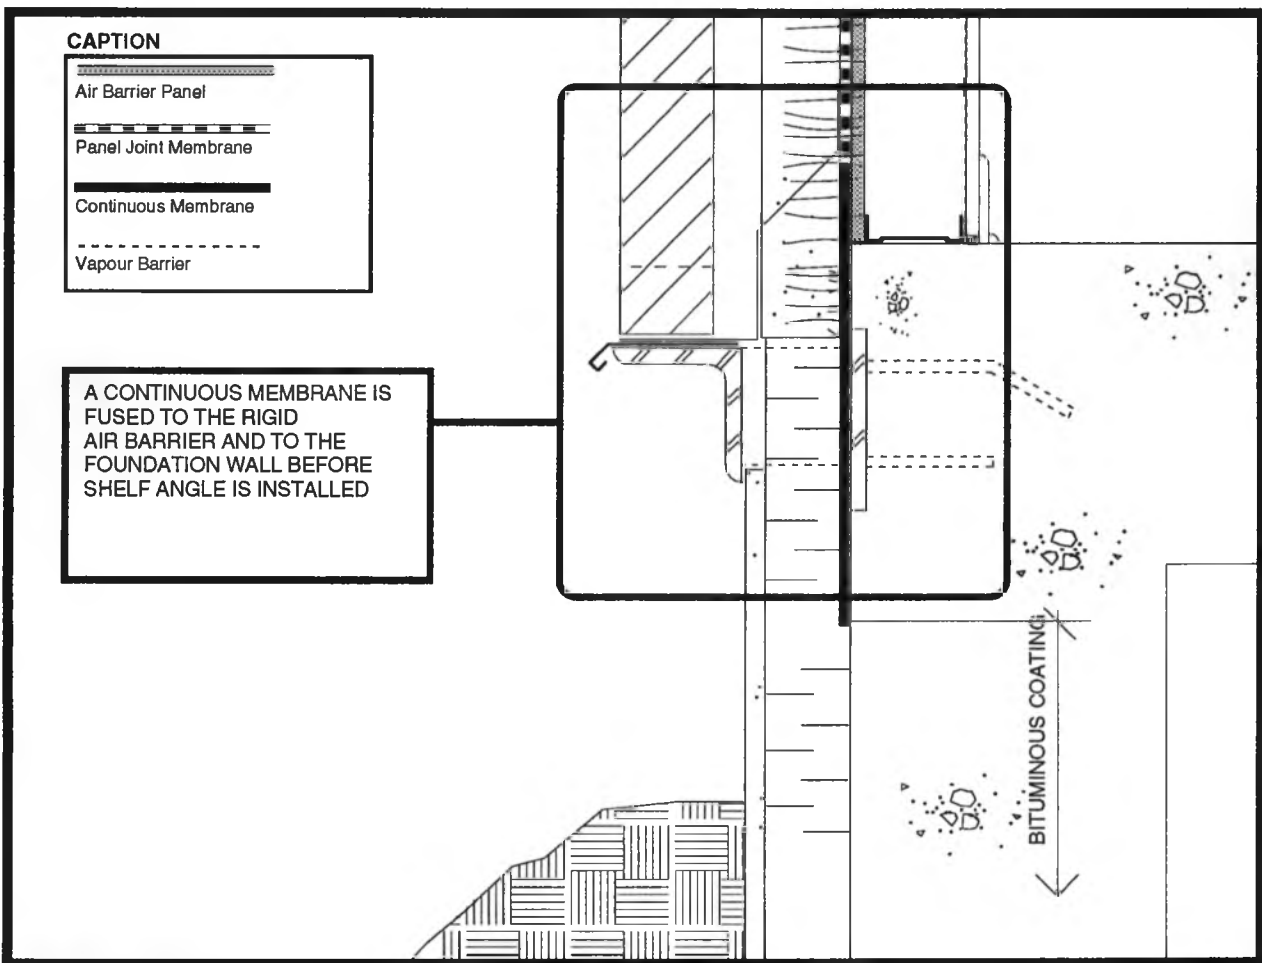 CAPTION
Air Barrier Panel
Panel Joint Membrane
Continuous Membrane
Vapour Barrier
A CONTINUOUS MEMBRANE IS
FUSED TO THE RIGID
AIR BARRIER AND TO THE
FOUNDATION WALL BEFORE
SHELF ANGLE IS INSTALLED
BITUMINOUS COATING